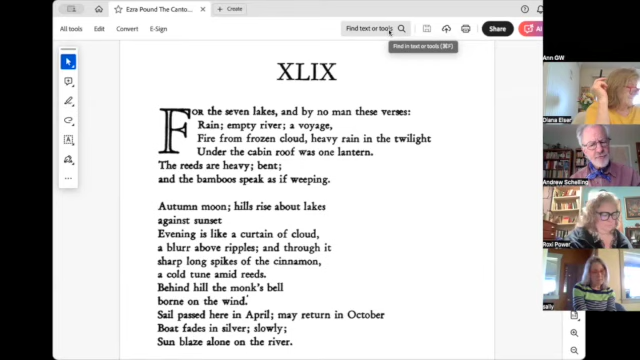 Ezra Pound The Canto...
+ Create
All tools Edit Convert E-Sign
Find text or tools
Share
AI
Find in text or tools (⌘F)
XLIX
FOR the seven lakes, and by no man these verses:
Rain; empty river; a voyage,
Fire from frozen cloud, heavy rain in the twilight
Under the cabin roof was one lantern.
The reeds are heavy; bent;
and the bamboos speak as if weeping.
Autumn moon; hills rise about lakes
against sunset
Evening is like a curtain of cloud,
a blurr above ripples; and through it
sharp long spikes of the cinnamon,
a cold tune amid reeds.
Behind hill the monk's bell
borne on the wind.
Sail passed here in April; may return in October
Boat fades in silver; slowly;
Sun blaze alone on the river.
Ann GW
Diana Elser
Andrew Schelling
Roxi Power
sally